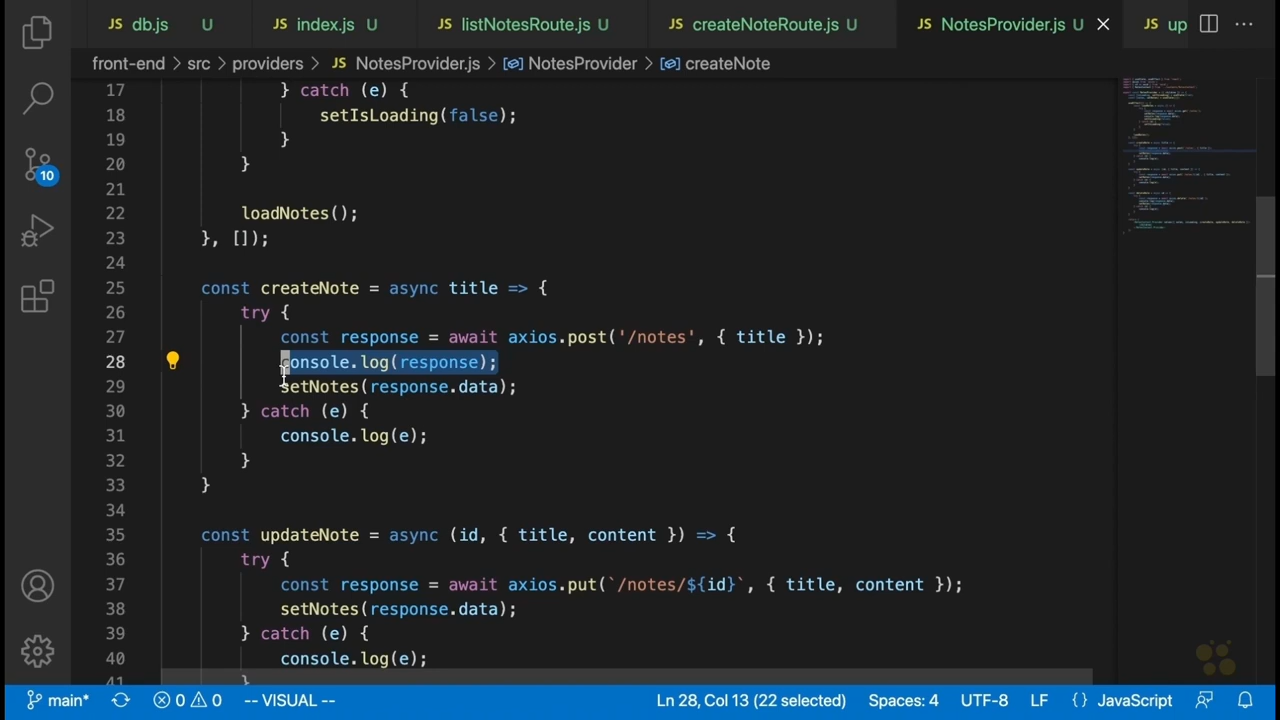 JS db.js U JS index.js U JS listNotesRoute.js U JS createNoteRoute.js U JS NotesProvider.js U JS up
front-end > src > providers > JS NotesProvider.js > NotesProvider > createNote
17 } catch (e) {
18 setIsLoading(false);
19 }
20 }
21
22 loadNotes();
23 }, []);
24
25 const createNote = async title => {
26 try {
27 const response = await axios.post('/notes', { title });
28 console.log(response);
29 setNotes(response.data);
30 } catch (e) {
31 console.log(e);
32 }
33 }
34
35 const updateNote = async (id, { title, content }) => {
36 try {
37 const response = await axios.put(`/notes/${id}`, { title, content });
38 setNotes(response.data);
39 } catch (e) {
40 console.log(e);
41 }
10
main* 0 0 -- VISUAL -- Ln 28, Col 13 (22 selected) Spaces: 4 UTF-8 LF {} JavaScript